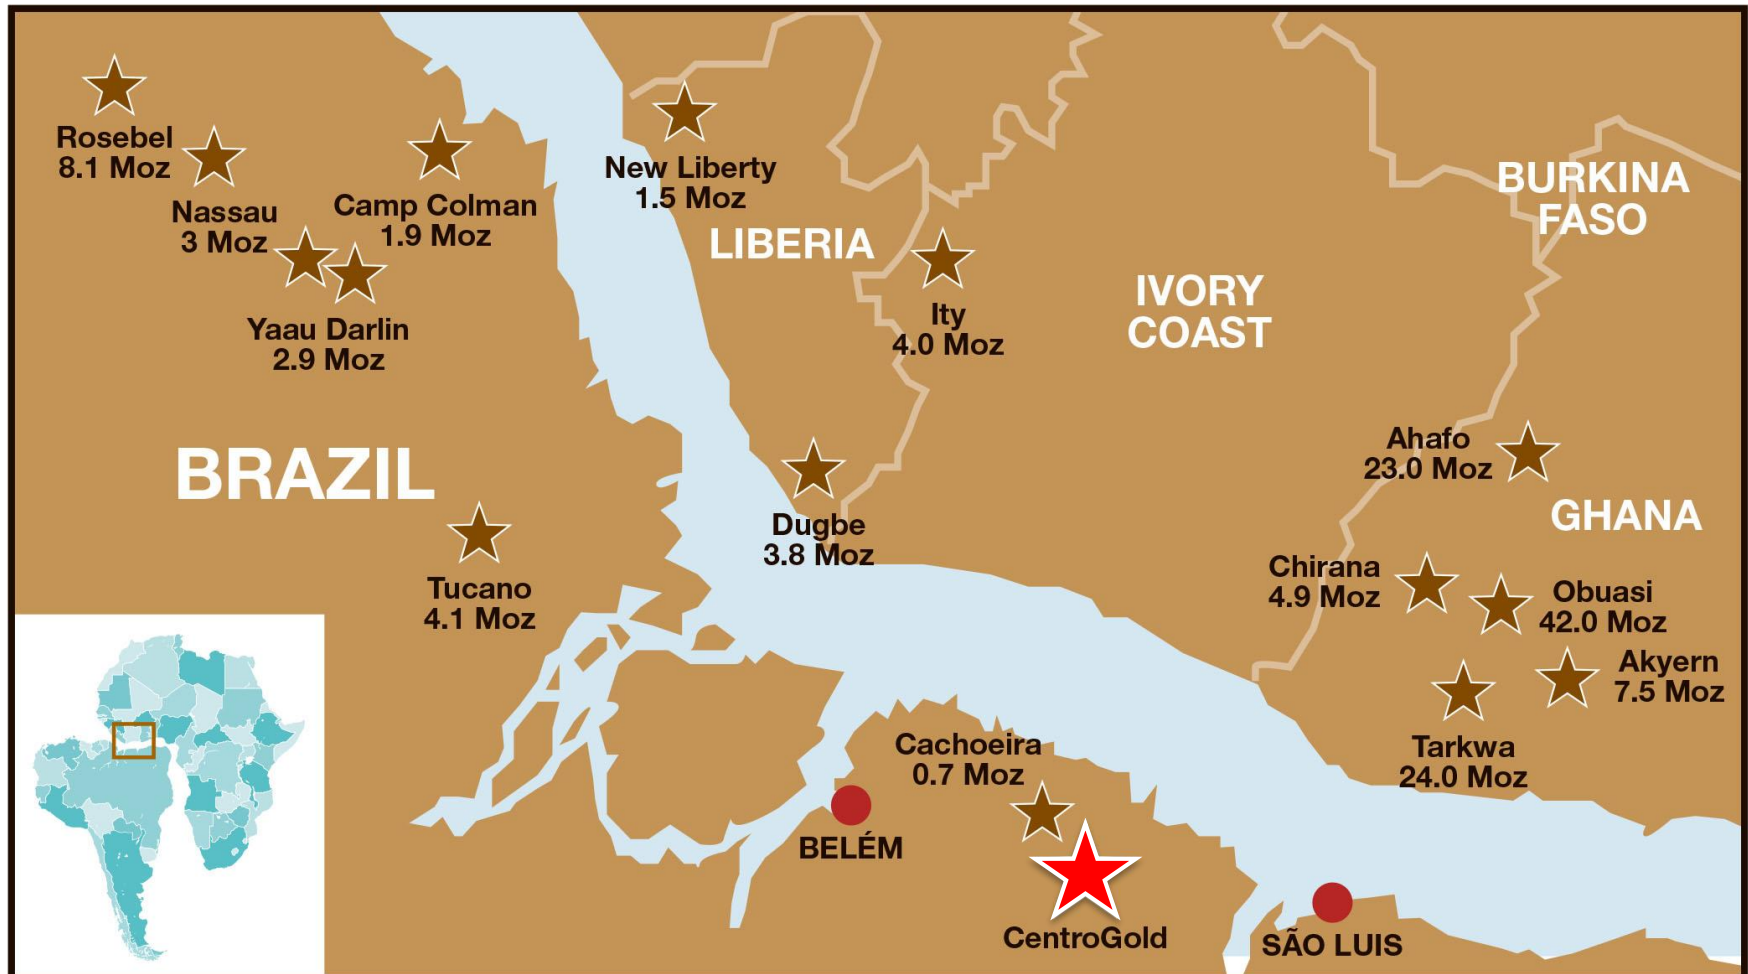 Rosebel
8.1 Moz
Nassau
3 Moz
Camp Colman
1.9 Moz
Yaau Darlin
2.9 Moz
New Liberty
1.5 Moz
LIBERIA
Ity
4.0 Moz
IVORY
COAST
BURKINA
FASO
BRAZIL
Tucano
4.1 Moz
Dugbe
3.8 Moz
Ahafo
23.0 Moz
GHANA
Chirana
4.9 Moz
Obuasi
42.0 Moz
Akyern
7.5 Moz
Tarkwa
24.0 Moz
Cachoeira
0.7 Moz
BELÉM
CentroGold
SÃO LUIS